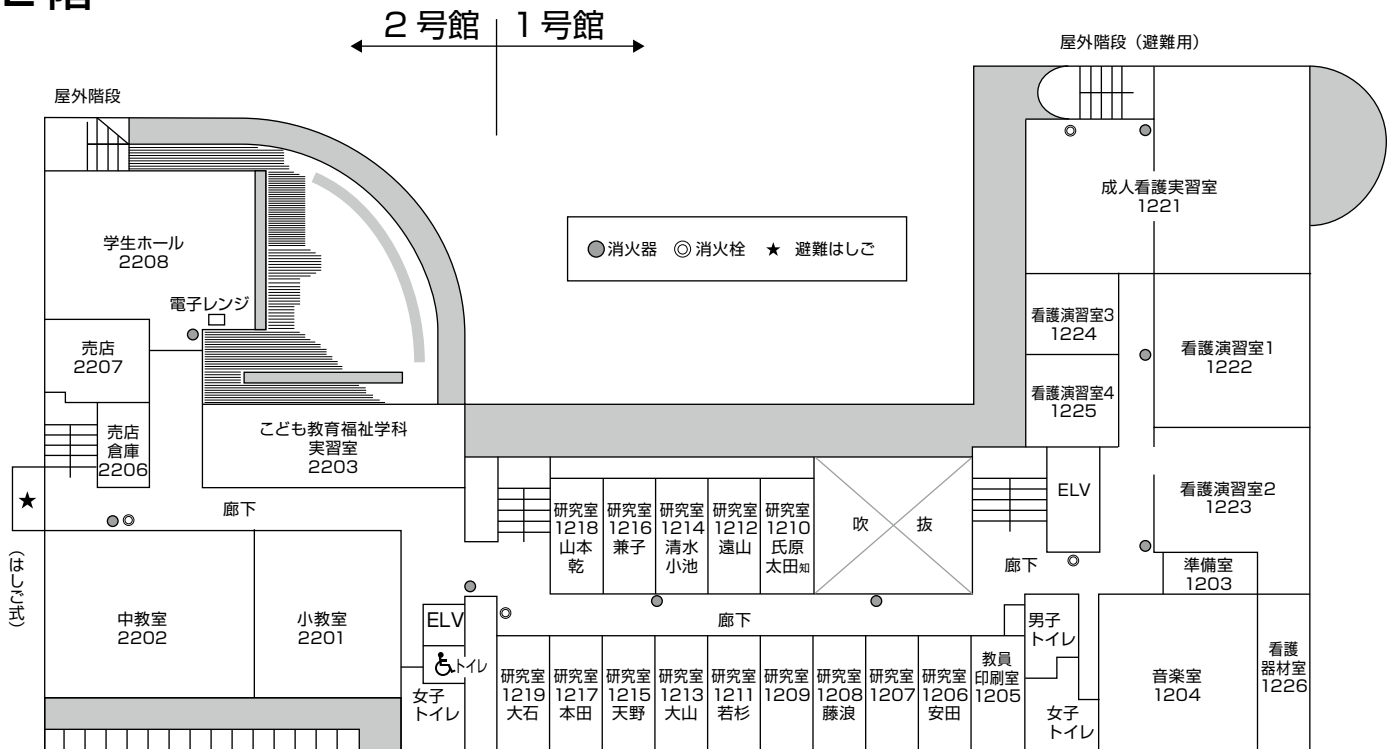 2階
2号館
1号館
屋外階段（避難用）
屋外階段
成人看護実習室
1221
消火器
消火栓
★ 避難はしご
学生ホール
2208
電子レンジ
売店
2207
看護演習室3
1224
看護演習室1
1222
看護演習室4
1225
売店
倉庫
2206
こども教育福祉学科
実習室
2203
★
廊下
研究室
1218
山本
乾
研究室
1216
兼子
研究室
1214
清水
小池
研究室
1212
遠山
研究室
1210
氏原
太田知
吹 抜
ELV
看護演習室2
1223
廊下
準備室
1203
(はしご式)
中教室
2202
小教室
2201
ELV
トイレ
女子
トイレ
廊下
研究室
1219
大石
研究室
1217
本田
研究室
1215
天野
研究室
1213
大山
研究室
1211
若杉
研究室
1209
研究室
1208
藤浪
研究室
1207
研究室
1206
安田
教員
印刷室
1205
男子
トイレ
女子
トイレ
音楽室
1204
看護
器材室
1226